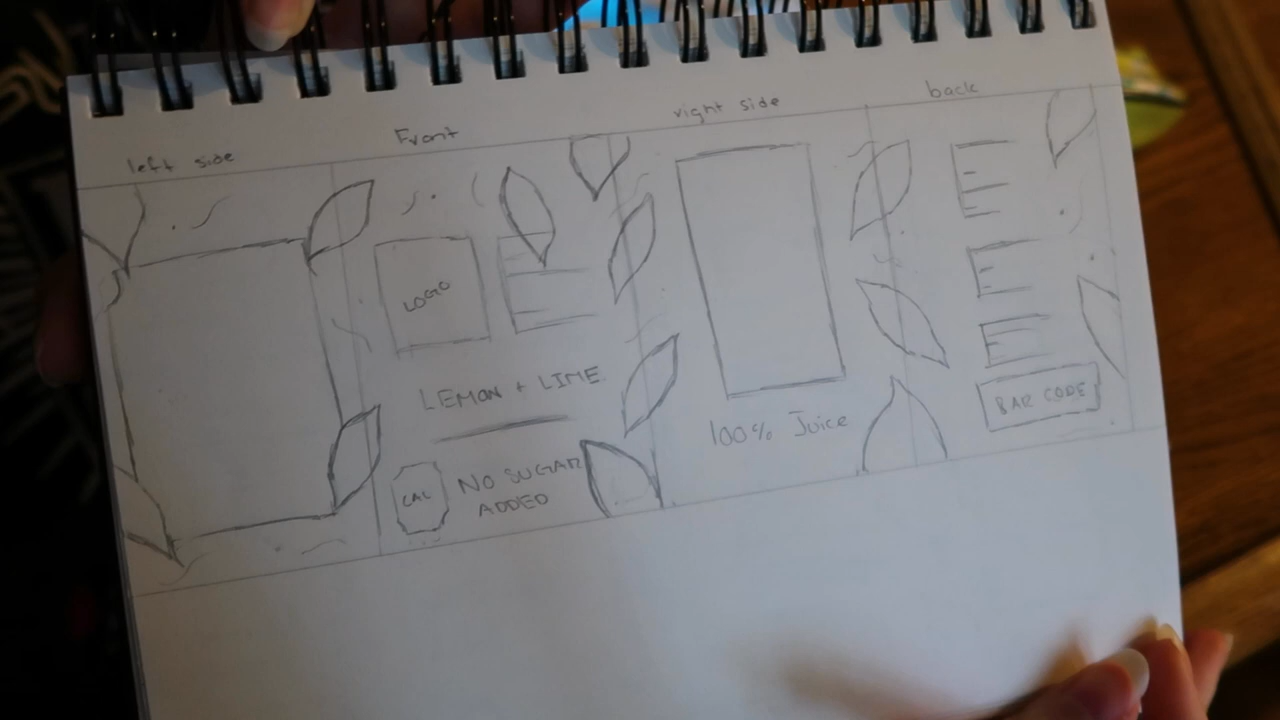 left side
Front
right side
back
LOGO
LEMON + LIME
CAL
NO SUGAR
ADDED
100% Juice
BAR CODE